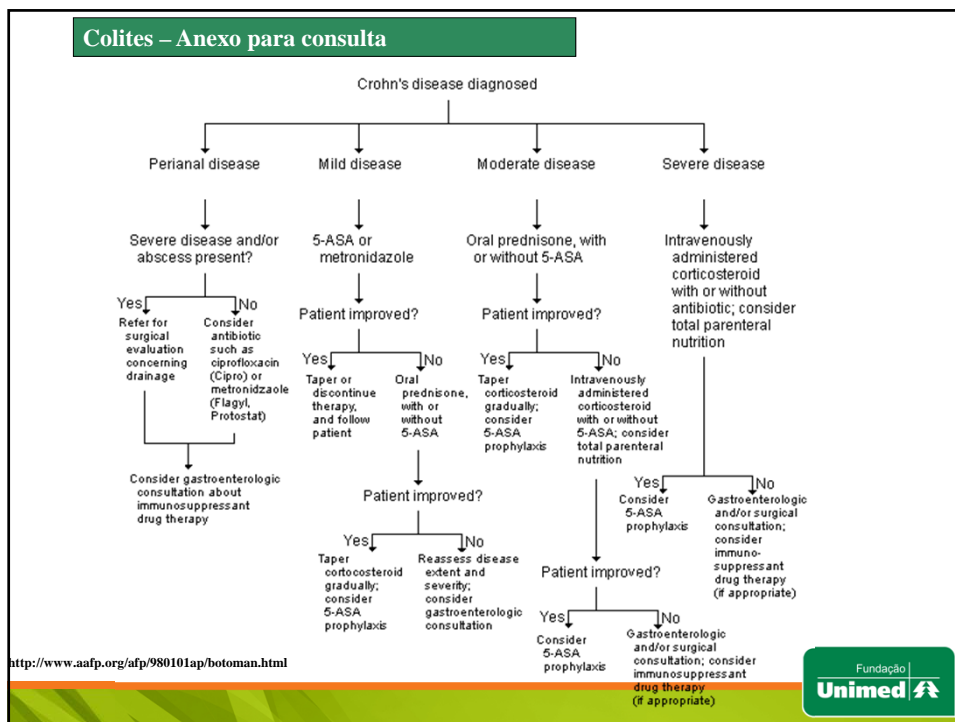 Colites – Anexo para consulta
Crohn's disease diagnosed
Perianal disease
Mild disease
Moderate disease
Severe disease
Severe disease and/or
abscess present?
5-ASA or
metronidazole
Oral prednisone, with
or without 5-ASA
Intravenously
administered
corticosteroid
with or without
antibiotic; consider
total parenteral
nutrition
Yes
No
Refer for
surgical
evaluation
concerning
drainage
Consider
antibiotic
such as
ciprofloxacin
(Cipro) or
metronidzaole
(Flagyl,
Protostat)
Patient improved?
Patient improved?
Yes
No
Taper or
discontinue
therapy,
and follow
patient
Oral
prednisone,
with or
without
5-ASA
Yes
No
Taper
corticosteroid
gradually;
consider
5-ASA
prophylaxis
Intravenously
administered
corticosteroid
with or without
5-ASA; consider
total parenteral
nutrition
Consider gastroenterologic
consultation about
immunosuppressant
drug therapy
Patient improved?
Yes
No
Taper
cortocosteroid
gradually;
consider
5-ASA
prophylaxis
Reassess disease
extent and
severity;
consider
gastroenterologic
consultation
Yes
No
Consider
5-ASA
prophylaxis
Gastroenterologic
and/or surgical
consultation;
consider
immuno-
suppressant
drug therapy
(if appropriate)
Patient improved?
Yes
No
Consider
5-ASA
prophylaxis
Gastroenterologic
and/or surgical
consultation; consider
immunosuppressant
drug therapy
(if appropriate)
http://www.aafp.org/afp/980101ap/botoman.html
Fundação
Unimed